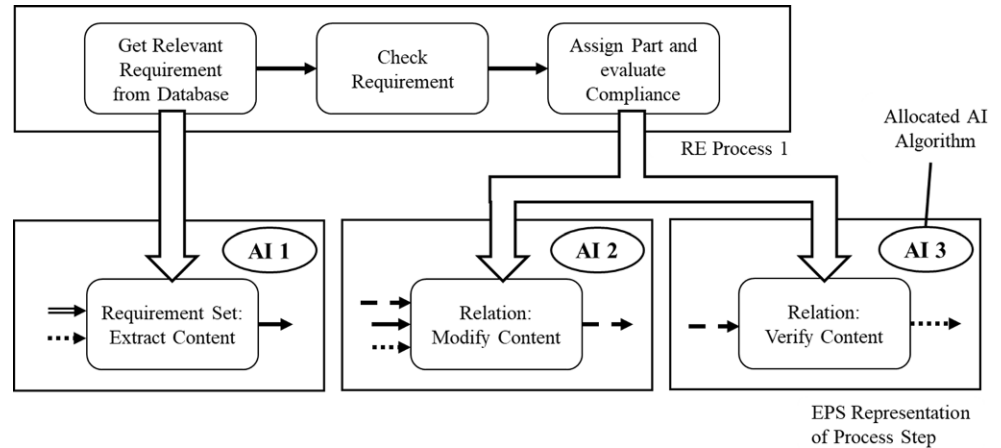 Get Relevant
Requirement
from Database
Check
Requirement
Assign Part and
evaluate
Compliance
RE Process 1
Allocated AI
Algorithm
AI 1
Requirement Set:
Extract Content
AI 2
Relation:
Modify Content
AI 3
Relation:
Verify Content
EPS Representation
of Process Step